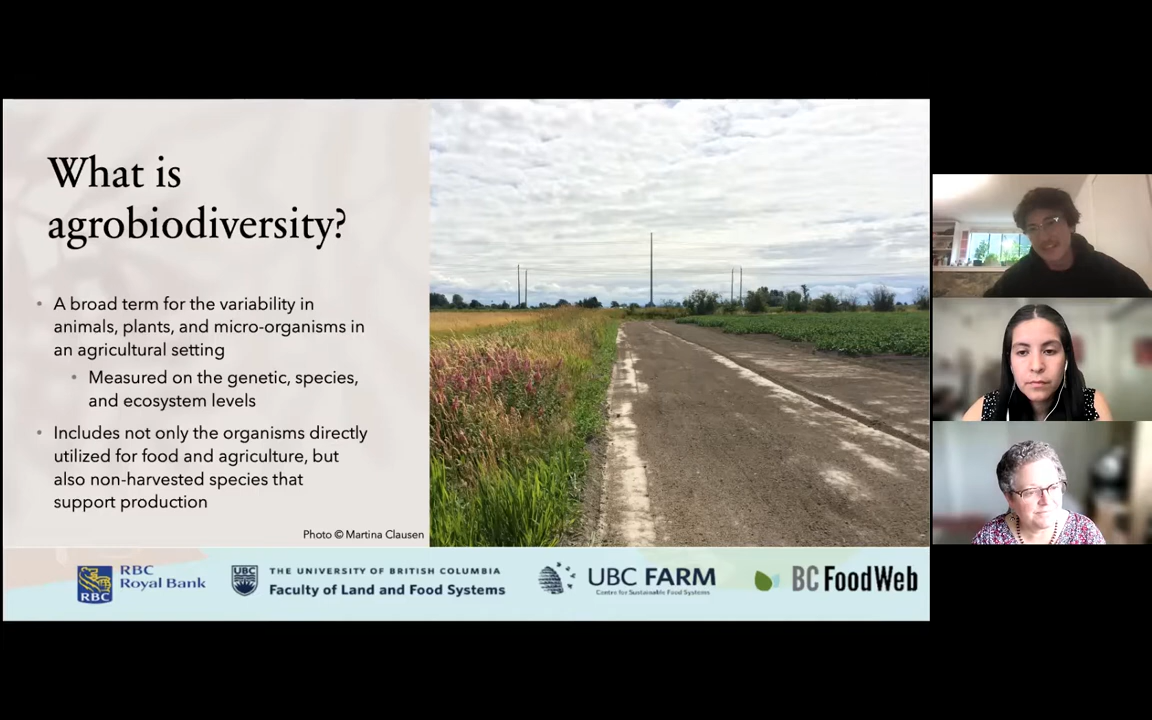 What is
agrobiodiversity?
• A broad term for the variability in
animals, plants, and micro-organisms in
an agricultural setting
• Measured on the genetic, species,
and ecosystem levels
• Includes not only the organisms directly
utilized for food and agriculture, but
also non-harvested species that
support production
Photo © Martina Clausen
RBC
RBC
Royal Bank
UBC
THE UNIVERSITY OF BRITISH COLUMBIA
Faculty of Land and Food Systems
UBC FARM
Centre for Sustainable Food Systems
BC FoodWeb